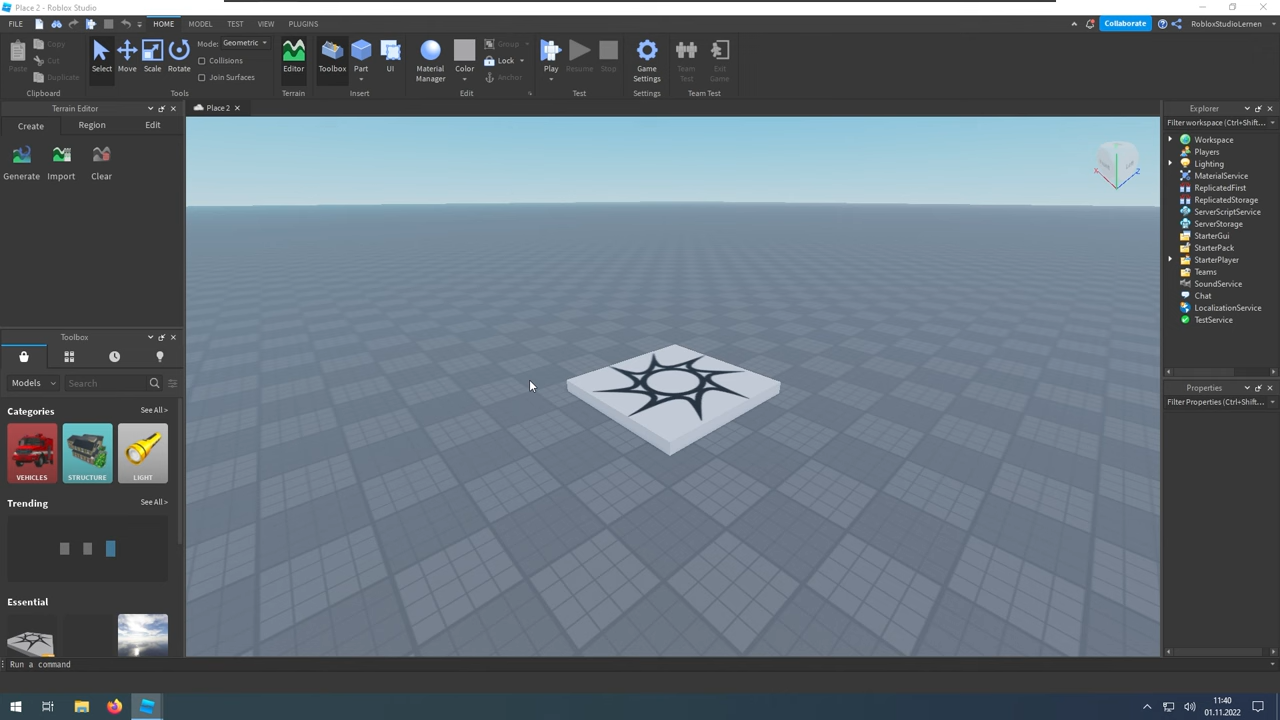 Place 2 - Roblox Studio
FILE HOME MODEL TEST VIEW PLUGINS Collaborate RobloxStudioLernen
Paste Copy Cut Duplicate Clipboard
Select Move Scale Rotate Mode: Geometric Collisions Join Surfaces Tools
Editor Terrain
Toolbox Part UI Insert
Material Manager Color Group Lock Anchor Edit
Play Resume Stop Test
Game Settings Settings
Team Test Exit Game Team Test
Terrain Editor
Create Region Edit
Generate Import Clear
Place 2
Toolbox
Models Search
Categories See All >
VEHICLES STRUCTURE LIGHT
Trending See All >
Essential See All >
Explorer
Filter workspace (Ctrl+Shift...
Workspace
Players
Lighting
MaterialService
ReplicatedFirst
ReplicatedStorage
ServerScriptService
ServerStorage
StarterGui
StarterPack
StarterPlayer
Teams
SoundService
Chat
LocalizationService
TestService
Properties
Filter Properties (Ctrl+Shift...
Run a command
11:40
01.11.2022